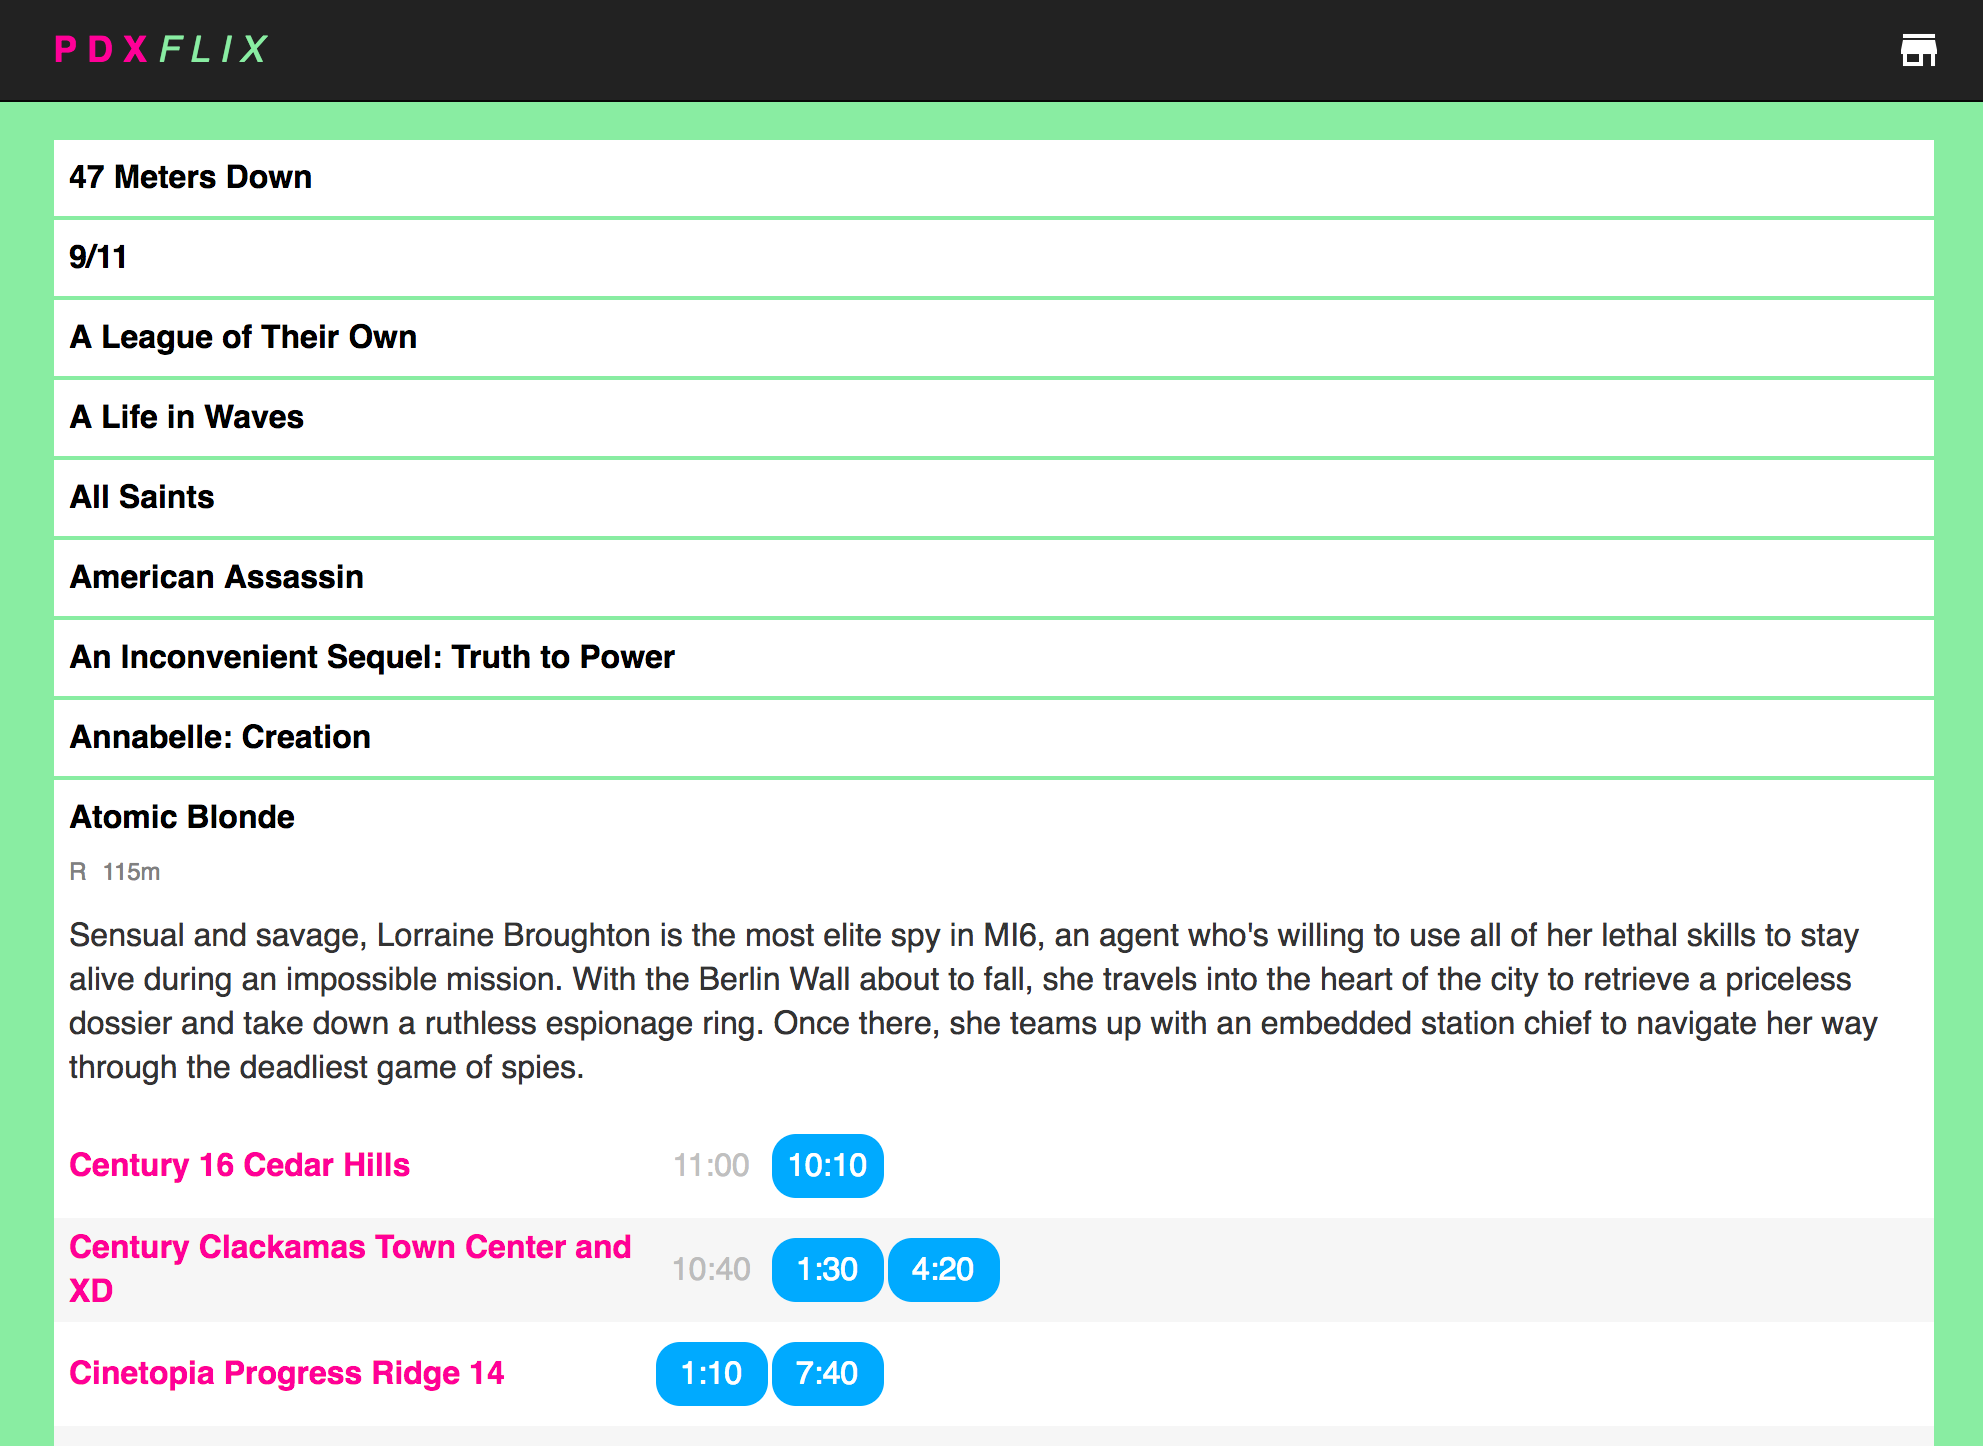 PDXFLIX
47 Meters Down
9/11
A League of Their Own
A Life in Waves
All Saints
American Assassin
An Inconvenient Sequel: Truth to Power
Annabelle: Creation
Atomic Blonde
R 115m
Sensual and savage, Lorraine Broughton is the most elite spy in MI6, an agent who's willing to use all of her lethal skills to stay
alive during an impossible mission. With the Berlin Wall about to fall, she travels into the heart of the city to retrieve a priceless
dossier and take down a ruthless espionage ring. Once there, she teams up with an embedded station chief to navigate her way
through the deadliest game of spies.
Century 16 Cedar Hills 11:00 10:10
Century Clackamas Town Center and
XD 10:40 1:30 4:20
Cinetopia Progress Ridge 14 1:10 7:40